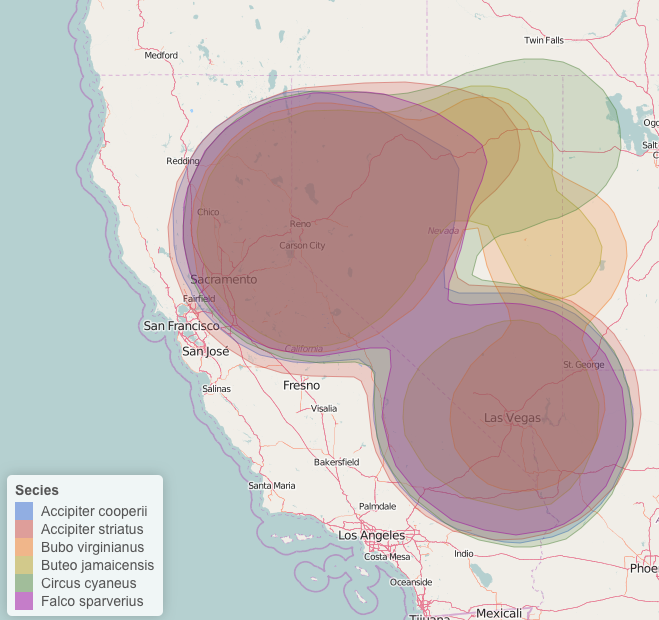 Twin Falls
Medford
Ogd
Salt
C
Redding
Chico
Reno
Nevada
Carson City
Sacramento
Fairfield
San Francisco
California
San José
St. George
Fresno
Salinas
Visalia
Las Vegas
Bakersfield
Santa Maria
Palmdale
Los Angeles
Indio
Costa Mesa
Phoe
Oceanside
Mexicali
Tijuana
Secies
Accipiter cooperii
Accipiter striatus
Bubo virginianus
Buteo jamaicensis
Circus cyaneus
Falco sparverius